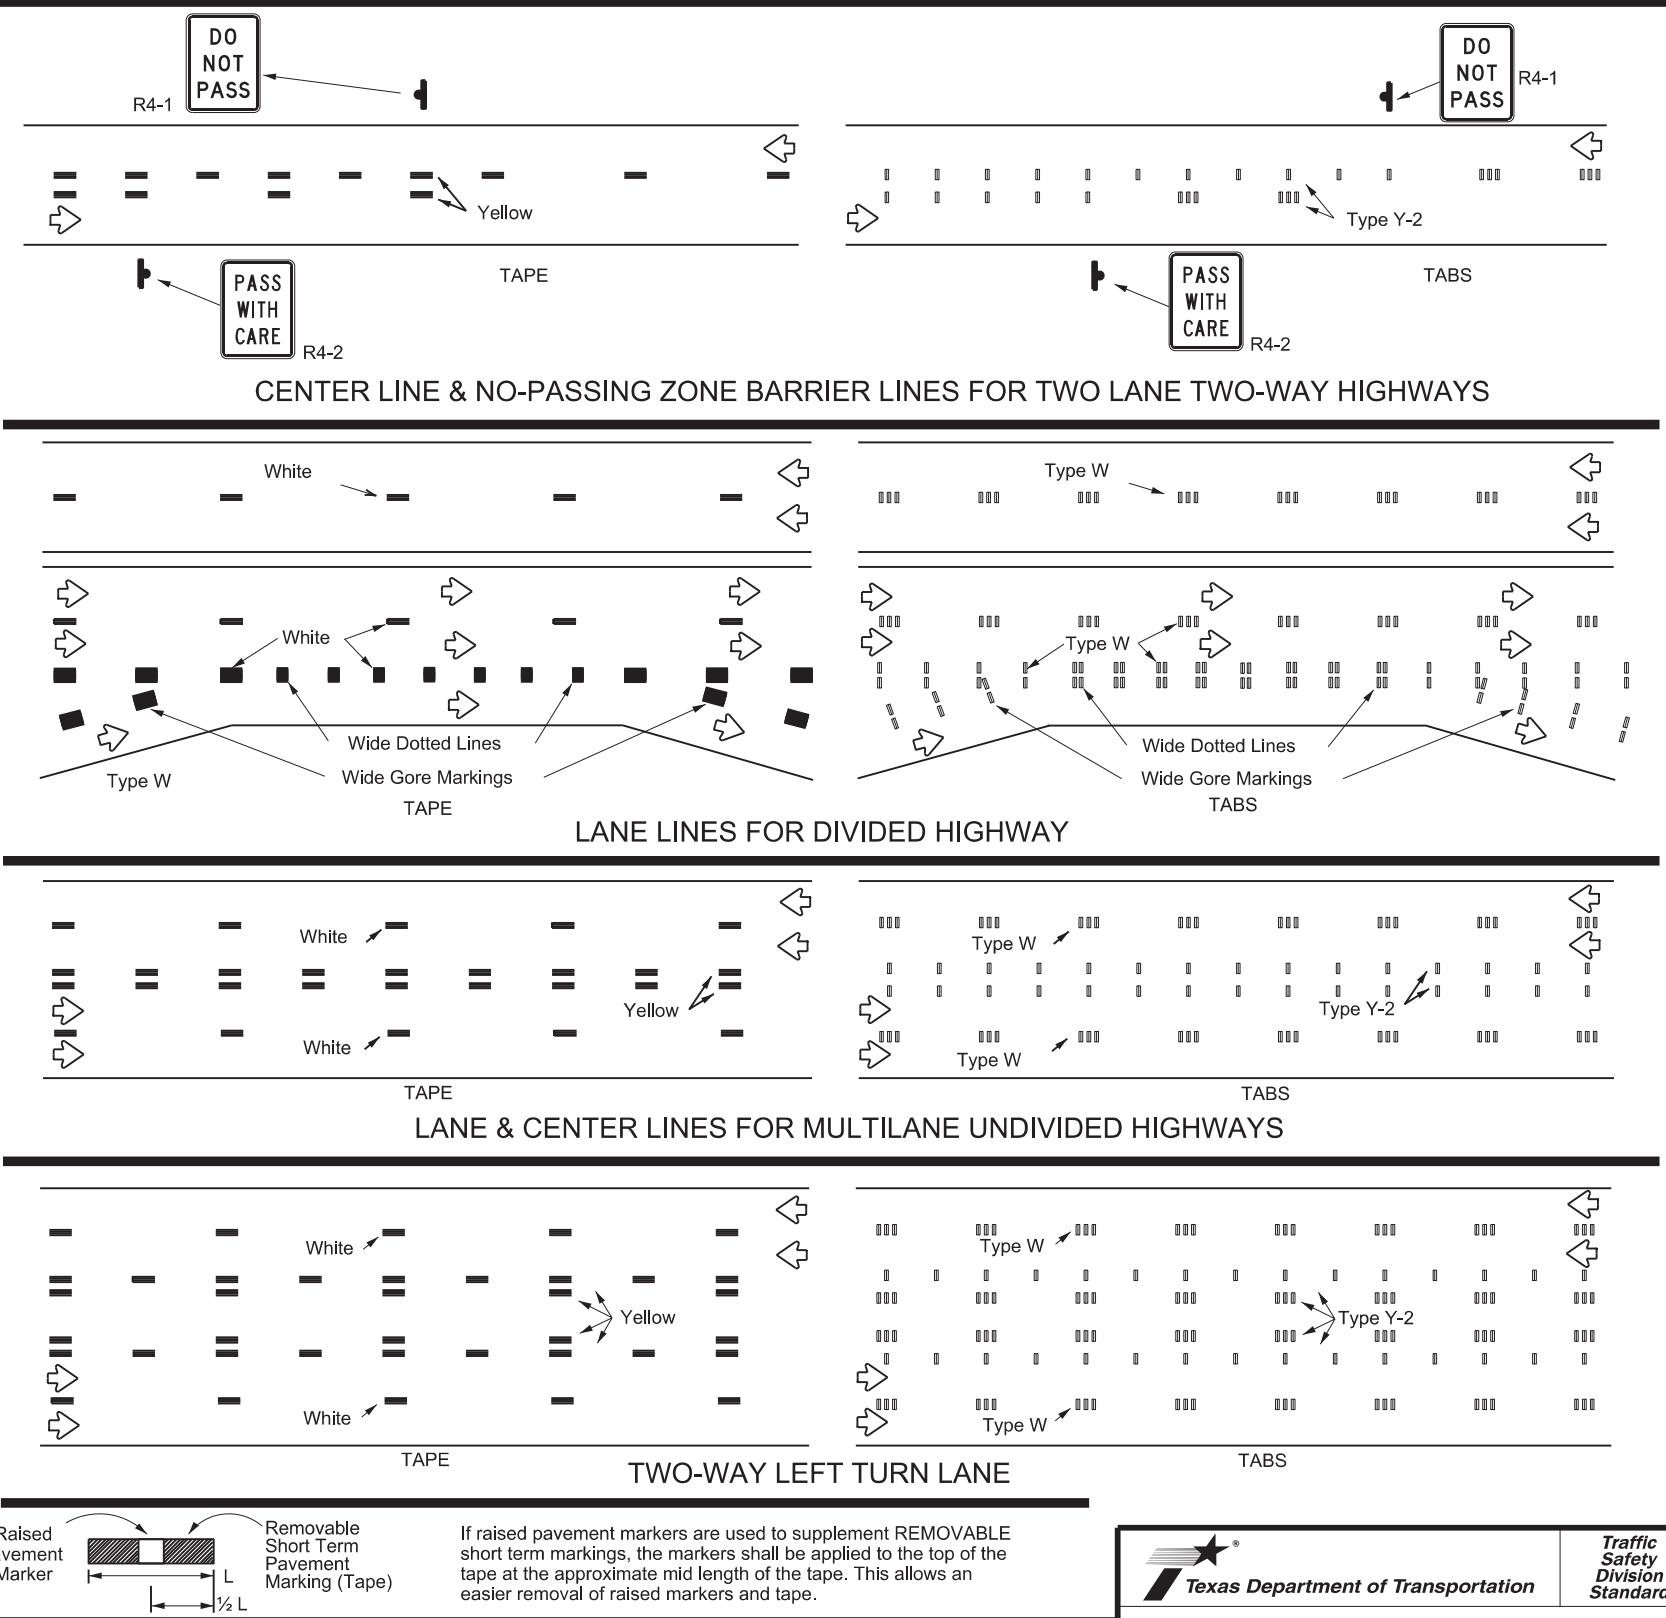 DO
NOT
PASS
R4-1
Yellow
TAPE
PASS
WITH
CARE
R4-2
DO
NOT
PASS
R4-1
Type Y-2
TABS
PASS
WITH
CARE
R4-2
CENTER LINE & NO-PASSING ZONE BARRIER LINES FOR TWO LANE TWO-WAY HIGHWAYS
White
White
Wide Dotted Lines
Wide Gore Markings
Type W
TAPE
Type W
Type W
Wide Dotted Lines
Wide Gore Markings
TABS
LANE LINES FOR DIVIDED HIGHWAY
White
Yellow
White
TAPE
Type W
Type Y-2
Type W
TABS
LANE & CENTER LINES FOR MULTILANE UNDIVIDED HIGHWAYS
White
Yellow
White
TAPE
Type W
Type Y-2
Type W
TABS
TWO-WAY LEFT TURN LANE
Raised
avement
Marker
L
½ L
Removable
Short Term
Pavement
Marking (Tape)
If raised pavement markers are used to supplement REMOVABLE
short term markings, the markers shall be applied to the top of the
tape at the approximate mid length of the tape. This allows an
easier removal of raised markers and tape.
®
Texas Department of Transportation
Traffic
Safety
Division
Standard